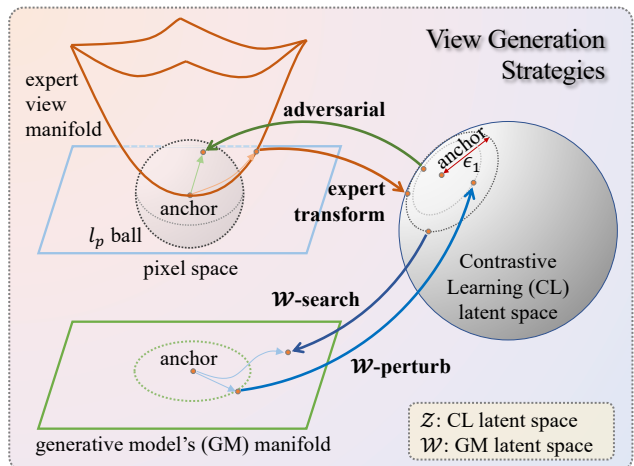 View Generation
Strategies
expert
view
manifold
adversarial
anchor
ϵ₁
anchor
expert
transform
l_p ball
pixel space
Contrastive
Learning (CL)
latent space
𝒲-search
anchor
𝒲-perturb
generative model's (GM) manifold
𝒵: CL latent space
𝒲: GM latent space